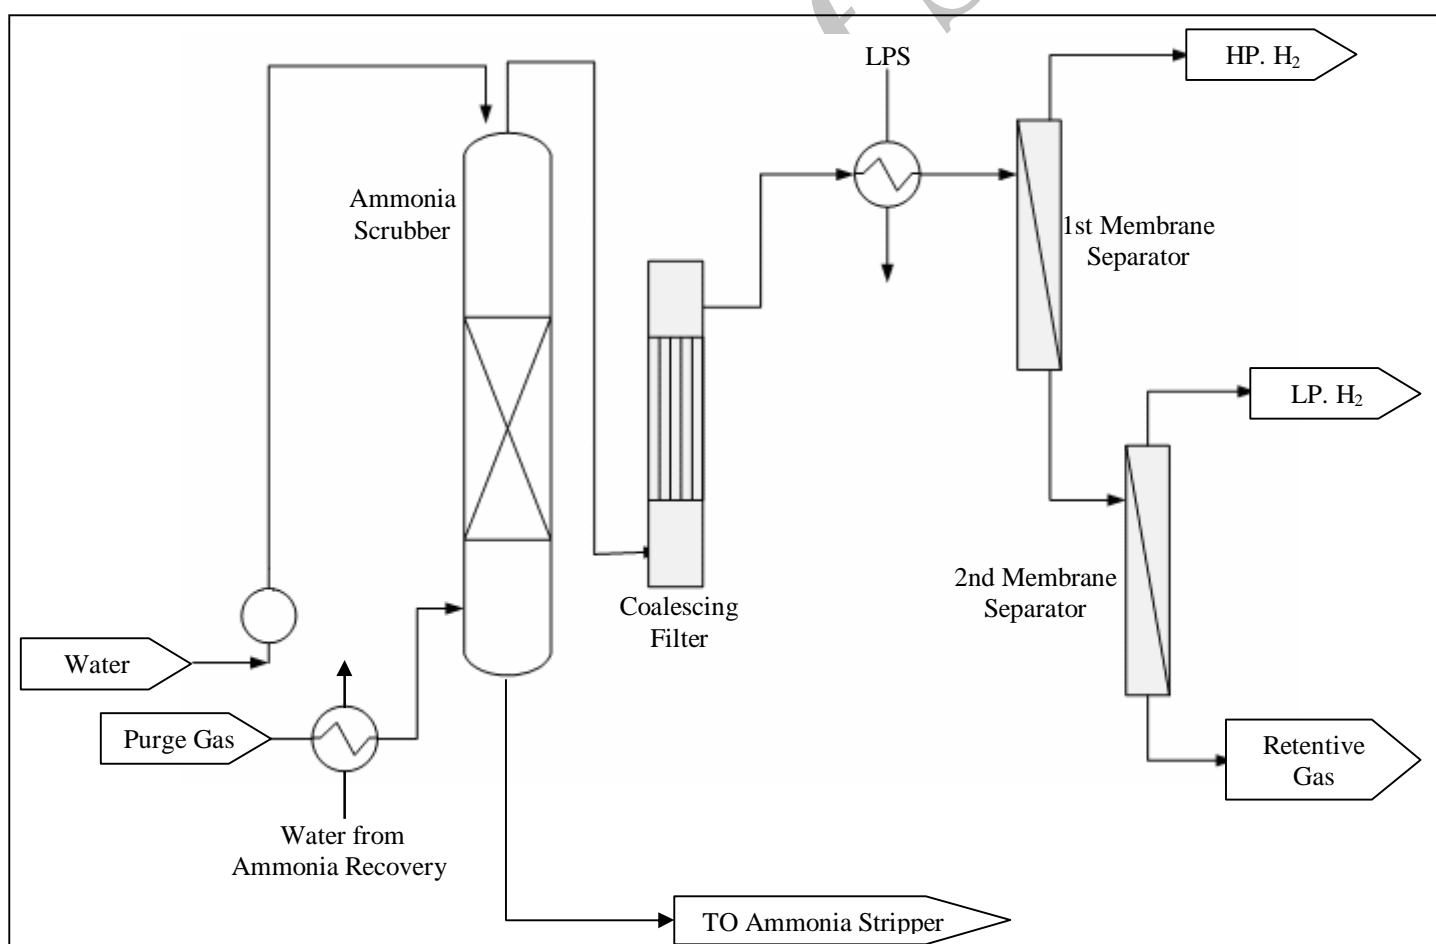 LPS
HP. H₂
Ammonia
Scrubber
1st Membrane
Separator
LP. H₂
2nd Membrane
Separator
Coalescing
Filter
Water
Purge Gas
Retentive
Gas
Water from
Ammonia Recovery
TO Ammonia Stripper